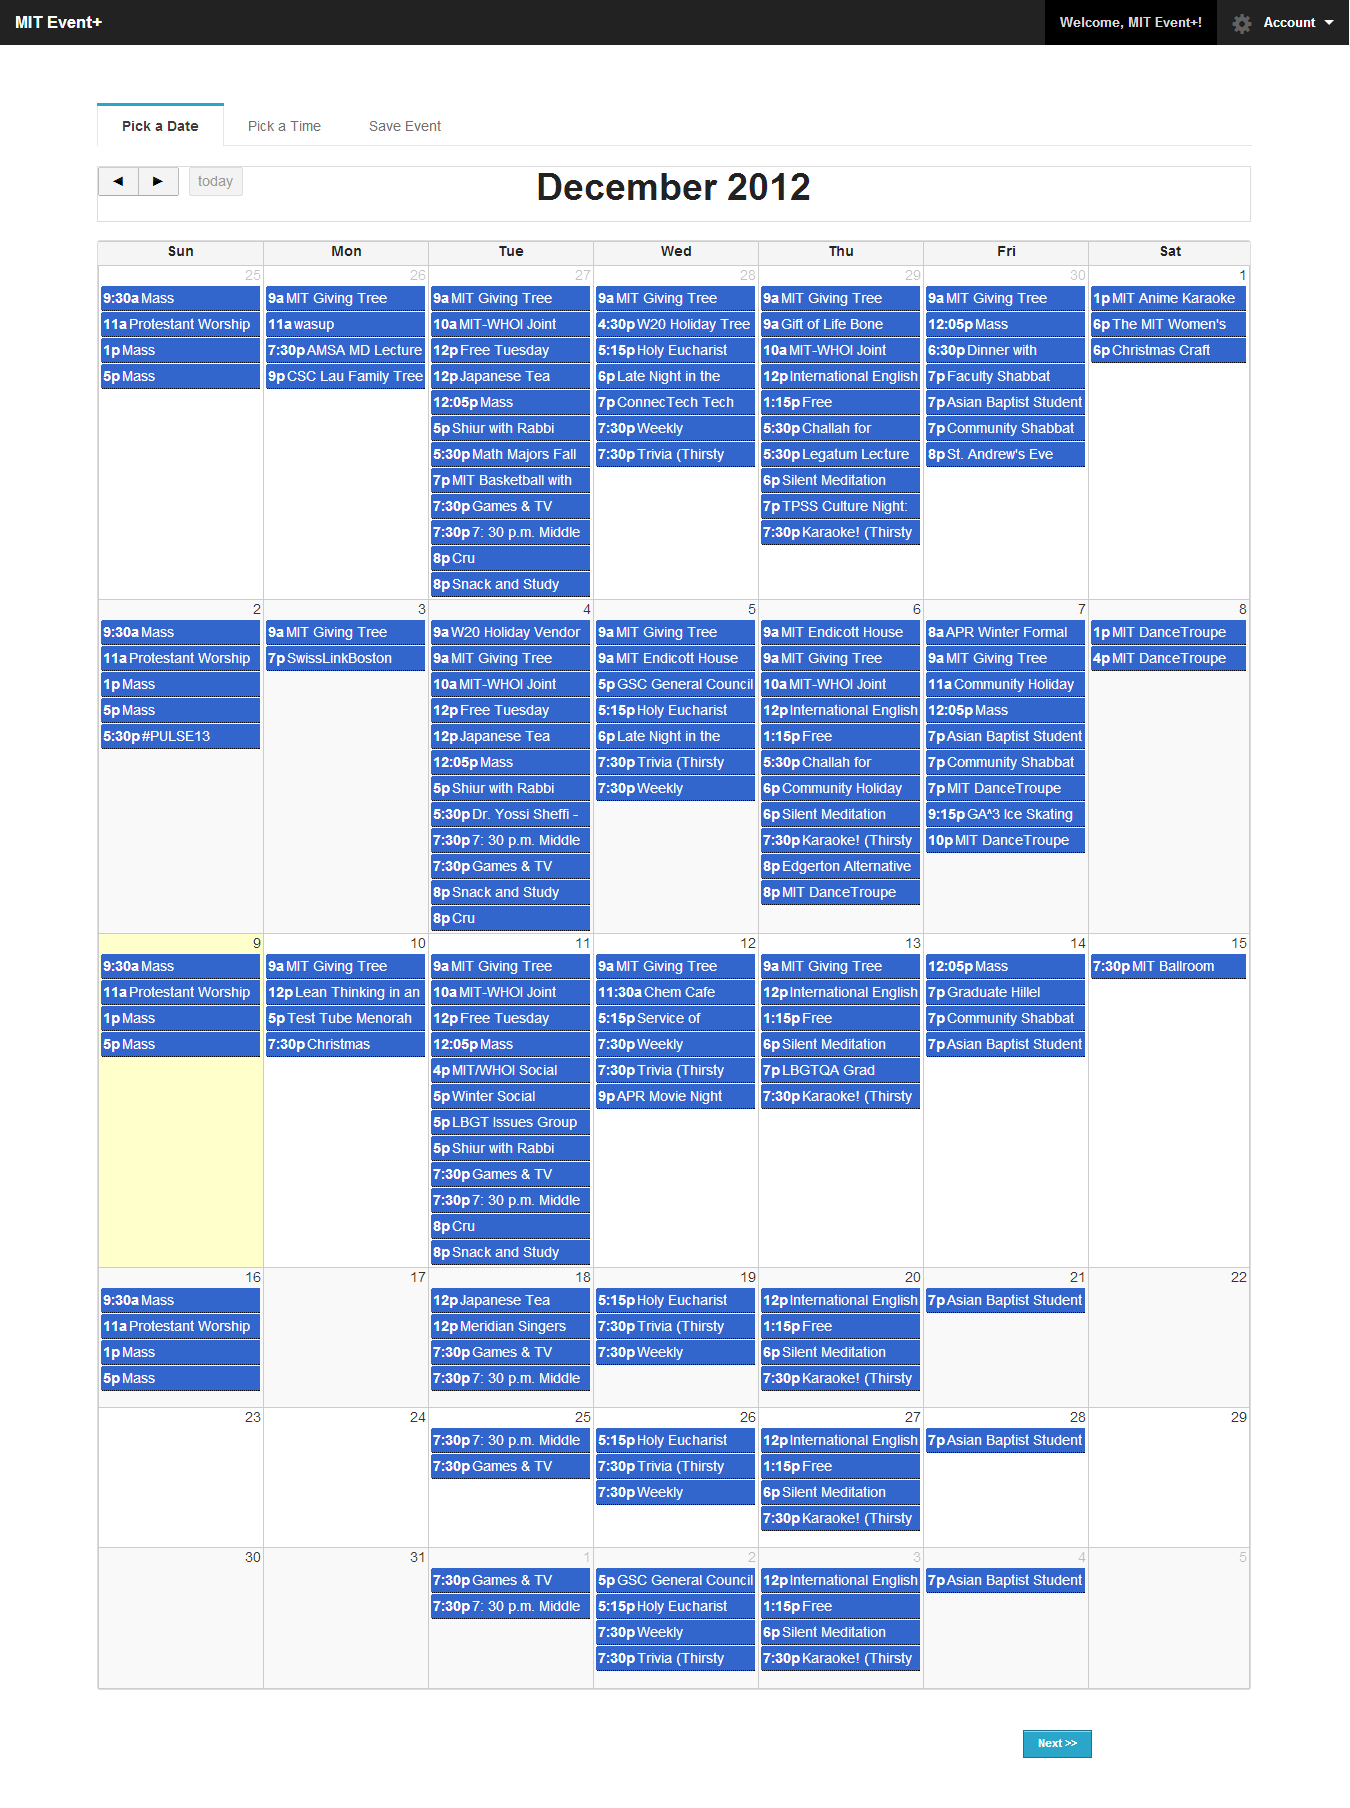 MIT Event+
Welcome, MIT Event+!
Account
Pick a Date
Pick a Time
Save Event
today
December 2012
Sun Mon Tue Wed Thu Fri Sat
25
9:30a Mass
11a Protestant Worship
1p Mass
5p Mass
26
9a MIT Giving Tree
11a wasup
7:30p AMSA MD Lecture
9p CSC Lau Family Tree
27
9a MIT Giving Tree
10a MIT-WHOI Joint
12p Free Tuesday
12p Japanese Tea
12:05p Mass
5p Shiur with Rabbi
5:30p Math Majors Fall
7p MIT Basketball with
7:30p Games & TV
7:30p 7: 30 p.m. Middle
8p Cru
8p Snack and Study
28
9a MIT Giving Tree
4:30p W20 Holiday Tree
5:15p Holy Eucharist
6p Late Night in the
7p ConnecTech Tech
7:30p Weekly
7:30p Trivia (Thirsty
29
9a MIT Giving Tree
9a Gift of Life Bone
10a MIT-WHOI Joint
12p International English
1:15p Free
5:30p Challah for
5:30p Legatum Lecture
6p Silent Meditation
7p TPSS Culture Night:
7:30p Karaoke! (Thirsty
30
9a MIT Giving Tree
12:05p Mass
6:30p Dinner with
7p Faculty Shabbat
7p Asian Baptist Student
7p Community Shabbat
8p St. Andrew's Eve
1
1p MIT Anime Karaoke
6p The MIT Women's
6p Christmas Craft
2
9:30a Mass
11a Protestant Worship
1p Mass
5p Mass
5:30p #PULSE13
3
9a MIT Giving Tree
7p SwissLinkBoston
4
9a W20 Holiday Vendor
9a MIT Giving Tree
10a MIT-WHOI Joint
12p Free Tuesday
12p Japanese Tea
12:05p Mass
5p Shiur with Rabbi
5:30p Dr. Yossi Sheffi -
7:30p 7: 30 p.m. Middle
7:30p Games & TV
8p Snack and Study
8p Cru
5
9a MIT Giving Tree
9a MIT Endicott House
5p GSC General Council
5:15p Holy Eucharist
6p Late Night in the
7:30p Trivia (Thirsty
7:30p Weekly
6
9a MIT Endicott House
9a MIT Giving Tree
10a MIT-WHOI Joint
12p International English
1:15p Free
5:30p Challah for
6p Community Holiday
6p Silent Meditation
7:30p Karaoke! (Thirsty
8p Edgerton Alternative
8p MIT DanceTroupe
7
8a APR Winter Formal
9a MIT Giving Tree
11a Community Holiday
12:05p Mass
7p Asian Baptist Student
7p Community Shabbat
7p MIT DanceTroupe
9:15p GA^3 Ice Skating
10p MIT DanceTroupe
8
1p MIT DanceTroupe
4p MIT DanceTroupe
9
9:30a Mass
11a Protestant Worship
1p Mass
5p Mass
10
9a MIT Giving Tree
12p Lean Thinking in an
5p Test Tube Menorah
7:30p Christmas
11
9a MIT Giving Tree
10a MIT-WHOI Joint
12p Free Tuesday
12:05p Mass
4p MIT/WHOI Social
5p Winter Social
5p LBGT Issues Group
5p Shiur with Rabbi
7:30p Games & TV
7:30p 7: 30 p.m. Middle
8p Cru
8p Snack and Study
12
9a MIT Giving Tree
11:30a Chem Cafe
5:15p Service of
7:30p Weekly
7:30p Trivia (Thirsty
9p APR Movie Night
13
9a MIT Giving Tree
12p International English
1:15p Free
6p Silent Meditation
7p LBGTQA Grad
7:30p Karaoke! (Thirsty
14
12:05p Mass
7p Graduate Hillel
7p Community Shabbat
7p Asian Baptist Student
15
7:30p MIT Ballroom
16
9:30a Mass
11a Protestant Worship
1p Mass
5p Mass
17
18
12p Japanese Tea
12p Meridian Singers
7:30p Games & TV
7:30p 7: 30 p.m. Middle
19
5:15p Holy Eucharist
7:30p Trivia (Thirsty
7:30p Weekly
20
12p International English
1:15p Free
6p Silent Meditation
7:30p Karaoke! (Thirsty
21
7p Asian Baptist Student
22
23
24
25
7:30p 7: 30 p.m. Middle
7:30p Games & TV
26
5:15p Holy Eucharist
7:30p Trivia (Thirsty
7:30p Weekly
27
12p International English
1:15p Free
6p Silent Meditation
7:30p Karaoke! (Thirsty
28
7p Asian Baptist Student
29
30
31
1
7:30p Games & TV
7:30p 7: 30 p.m. Middle
2
5p GSC General Council
5:15p Holy Eucharist
7:30p Weekly
7:30p Trivia (Thirsty
3
12p International English
1:15p Free
6p Silent Meditation
7:30p Karaoke! (Thirsty
4
7p Asian Baptist Student
5
Next >>